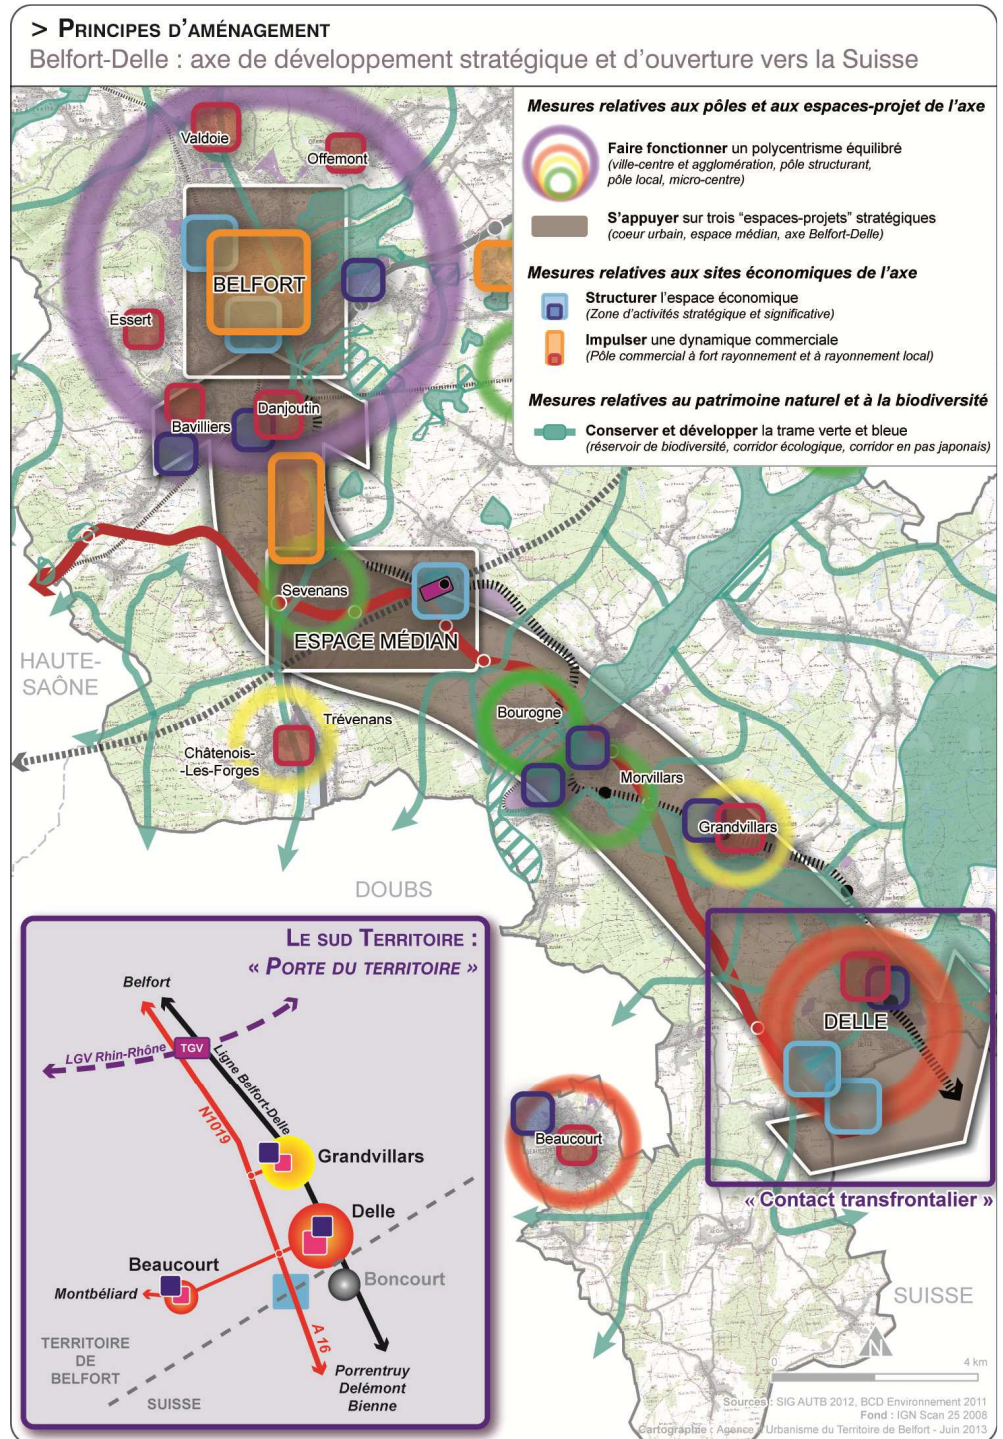 > PRINCIPES D'AMÉNAGEMENT
Belfort-Delle : axe de développement stratégique et d'ouverture vers la Suisse
Mesures relatives aux pôles et aux espaces-projet de l'axe
Faire fonctionner un polycentrisme équilibré
(ville-centre et agglomération, pôle structurant,
pôle local, micro-centre)
S'appuyer sur trois "espaces-projets" stratégiques
(coeur urbain, espace médian, axe Belfort-Delle)
Mesures relatives aux sites économiques de l'axe
Structurer l'espace économique
(Zone d'activités stratégique et significative)
Impulser une dynamique commerciale
(Pôle commercial à fort rayonnement et à rayonnement local)
Mesures relatives au patrimoine naturel et à la biodiversité
Conserver et développer la trame verte et bleue
(réservoir de biodiversité, corridor écologique, corridor en pas japonais)
Valdoie
Offemont
BELFORT
Essert
Danjoutin
Bavilliers
Sevenans
ESPACE MÉDIAN
HAUTE-
SAÔNE
Trévenans
Châtenois-
-Les-Forges
Bourogne
Morvillars
Grandvillars
DOUBS
DELLE
Beaucourt
« Contact transfrontalier »
SUISSE
LE SUD TERRITOIRE :
« PORTE DU TERRITOIRE »
Belfort
LGV Rhin-Rhône
TGV
Ligne Belfort-Delle
N1019
Grandvillars
Delle
Beaucourt
Montbéliard
Boncourt
A 16
TERRITOIRE
DE
BELFORT
SUISSE
Porrentruy
Delémont
Bienne
N
0 4 km
Sources : SIG AUTB 2012, BCD Environnement 2011
Fond : IGN Scan 25 2008
Cartographie : Agence d'Urbanisme du Territoire de Belfort - Juin 2013